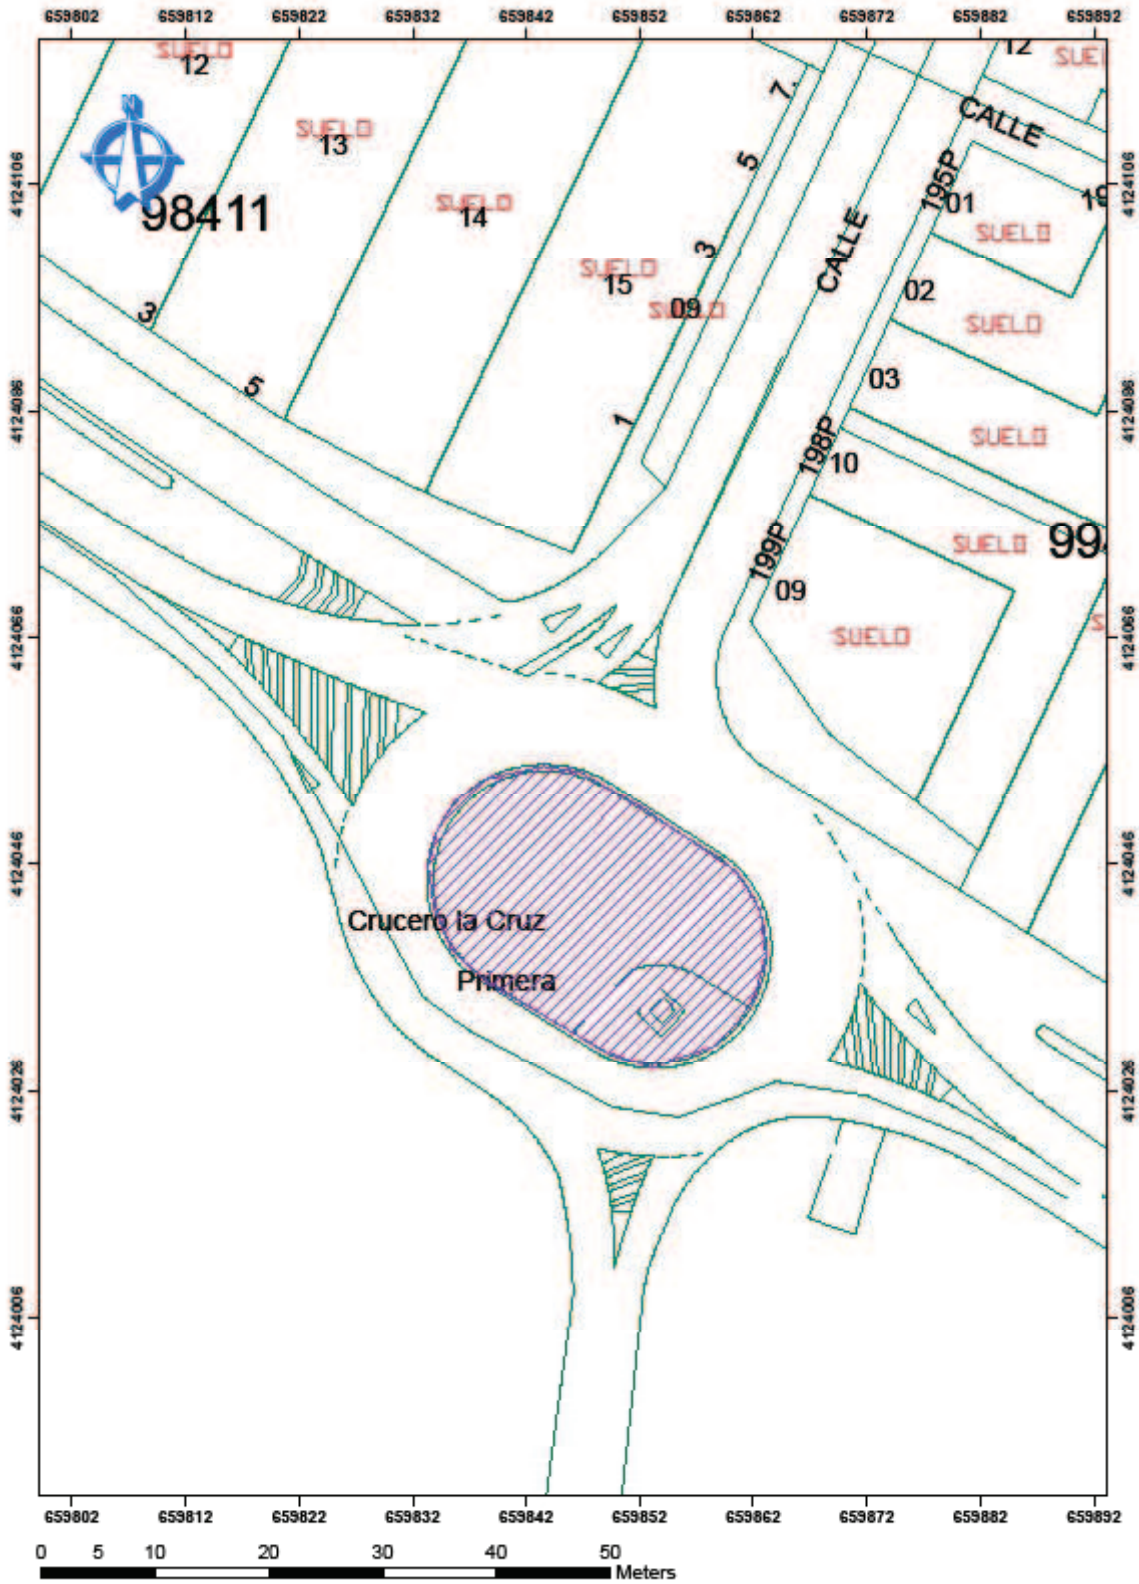 659802 659812 659822 659832 659842 659852 659862 659872 659882 659892
SUELO
12
12
SUEL
N
7
CALLE
SUELO
13
5
195P
4124106
4124106
98411
SUELO
14
01
19
SUELO
3
CALLE
SUELO
15
02
SUELO
09
3
SUELO
5
03
4124086
4124086
1
198P
SUELO
10
199P
SUELO
99
09
4124066
4124066
SUELO
S
4124046
4124046
Crucero la Cruz
Primera
4124026
4124026
4124006
4124006
659802 659812 659822 659832 659842 659852 659862 659872 659882 659892
0 5 10 20 30 40 50
Meters